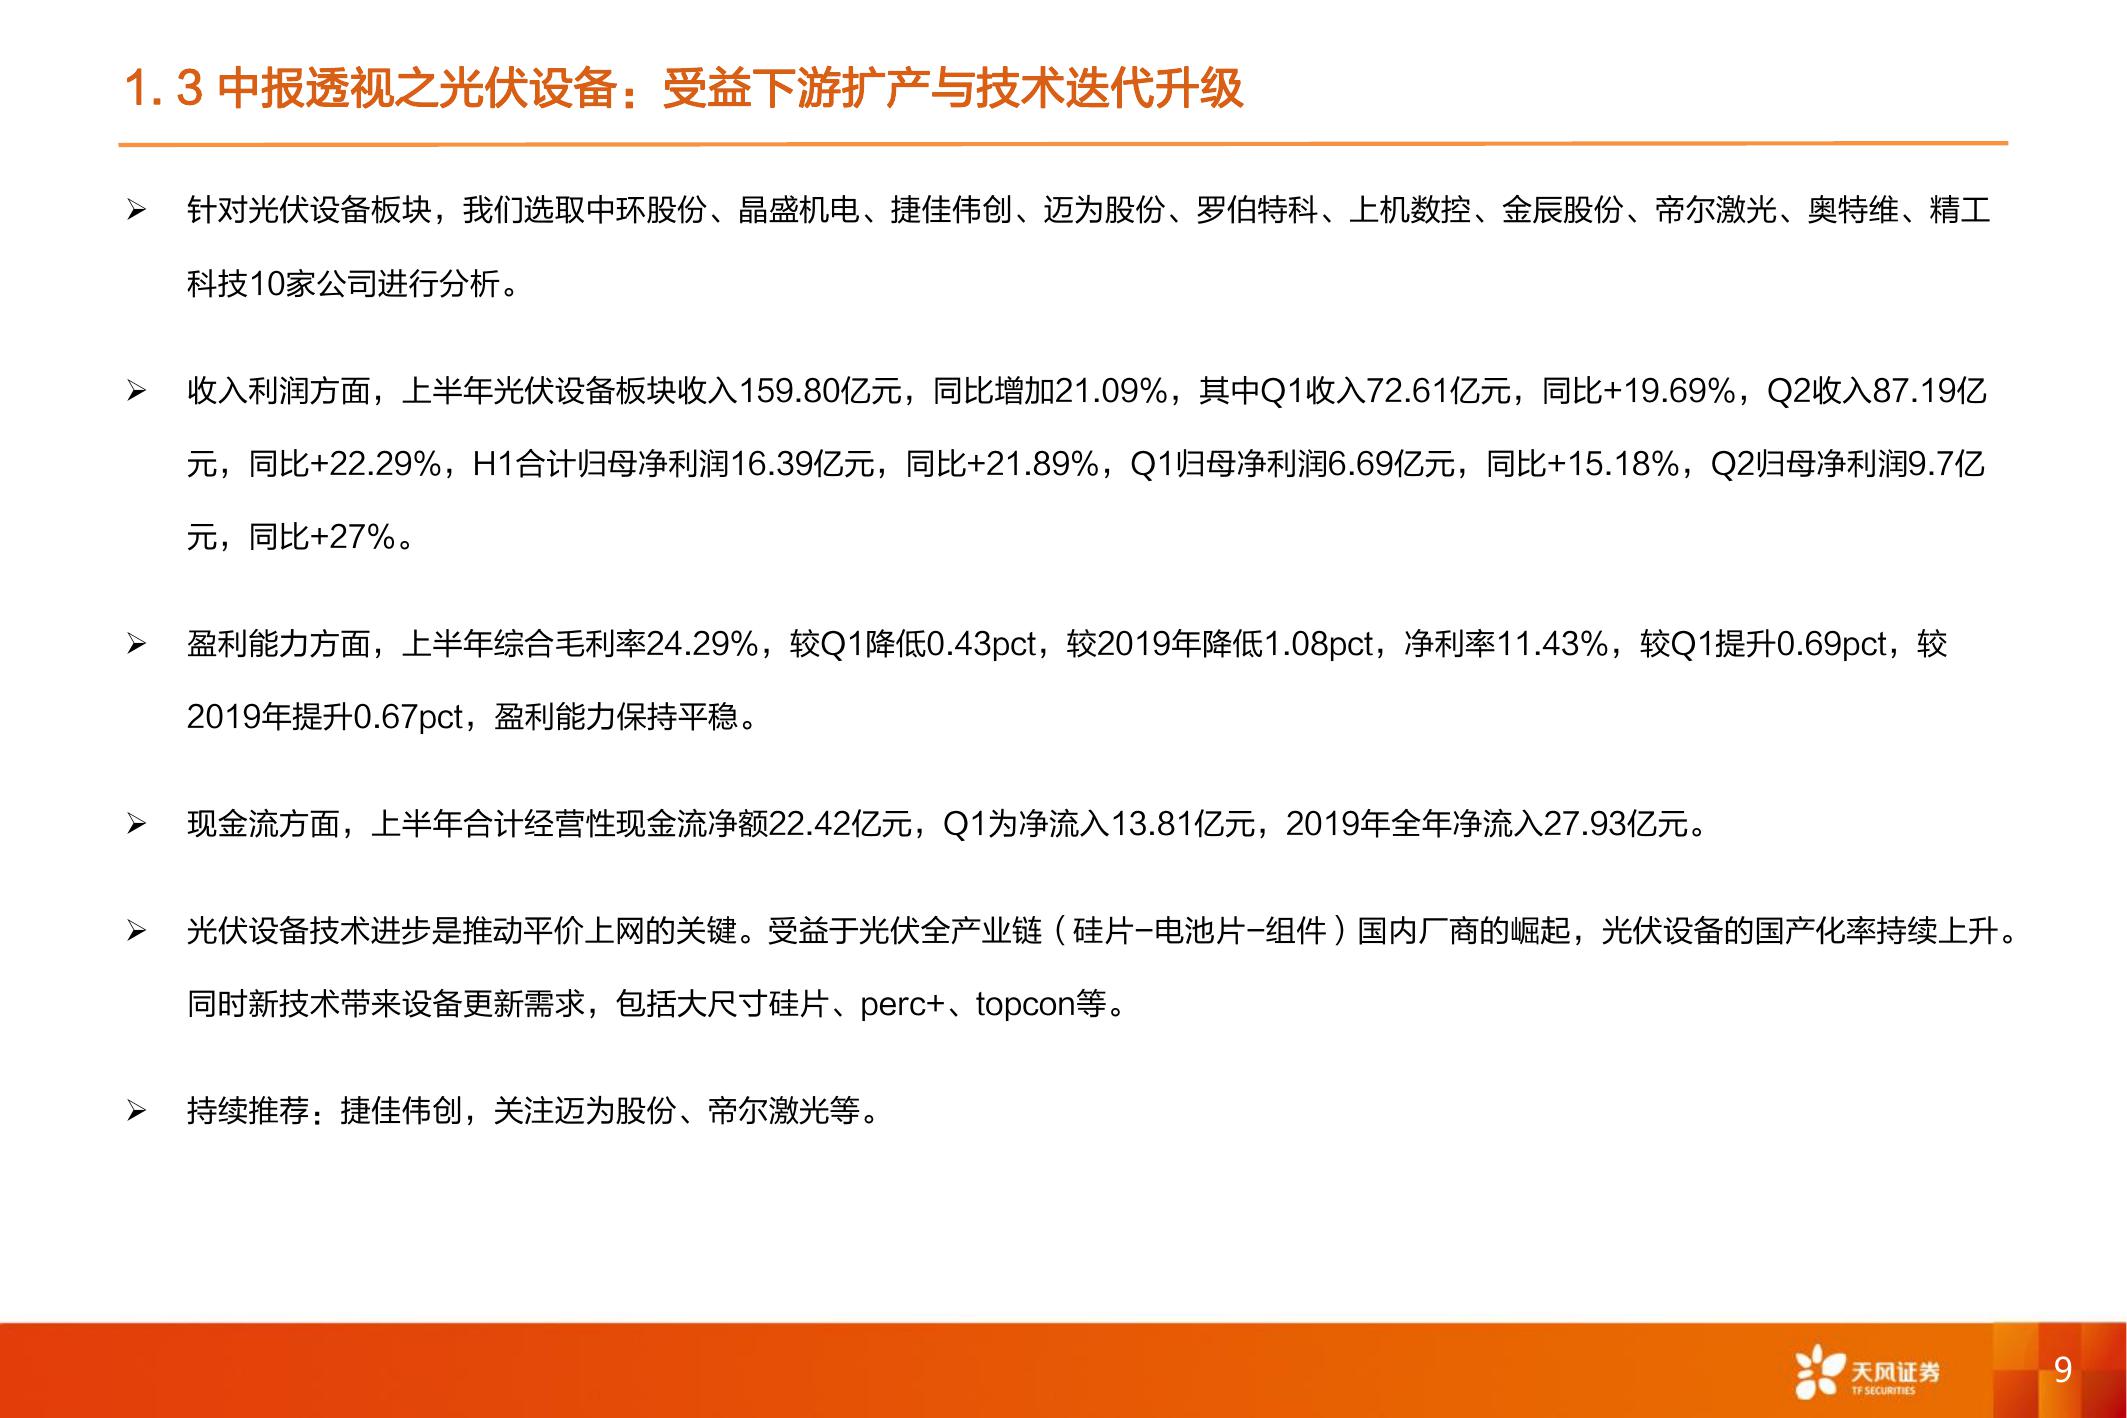 1. 3 中报透视之光伏设备：受益下游扩产与技术迭代升级
➢ 针对光伏设备板块，我们选取中环股份、晶盛机电、捷佳伟创、迈为股份、罗伯特科、上机数控、金辰股份、帝尔激光、奥特维、精工
科技10家公司进行分析。
➢ 收入利润方面，上半年光伏设备板块收入159.80亿元，同比增加21.09%，其中Q1收入72.61亿元，同比+19.69%，Q2收入87.19亿
元，同比+22.29%，H1合计归母净利润16.39亿元，同比+21.89%，Q1归母净利润6.69亿元，同比+15.18%，Q2归母净利润9.7亿
元，同比+27%。
➢ 盈利能力方面，上半年综合毛利率24.29%，较Q1降低0.43pct，较2019年降低1.08pct，净利率11.43%，较Q1提升0.69pct，较
2019年提升0.67pct，盈利能力保持平稳。
➢ 现金流方面，上半年合计经营性现金流净额22.42亿元，Q1为净流入13.81亿元，2019年全年净流入27.93亿元。
➢ 光伏设备技术进步是推动平价上网的关键。受益于光伏全产业链（硅片-电池片-组件）国内厂商的崛起，光伏设备的国产化率持续上升。
同时新技术带来设备更新需求，包括大尺寸硅片、perc+、topcon等。
➢ 持续推荐：捷佳伟创，关注迈为股份、帝尔激光等。
天风证券
TF SECURITIES
9